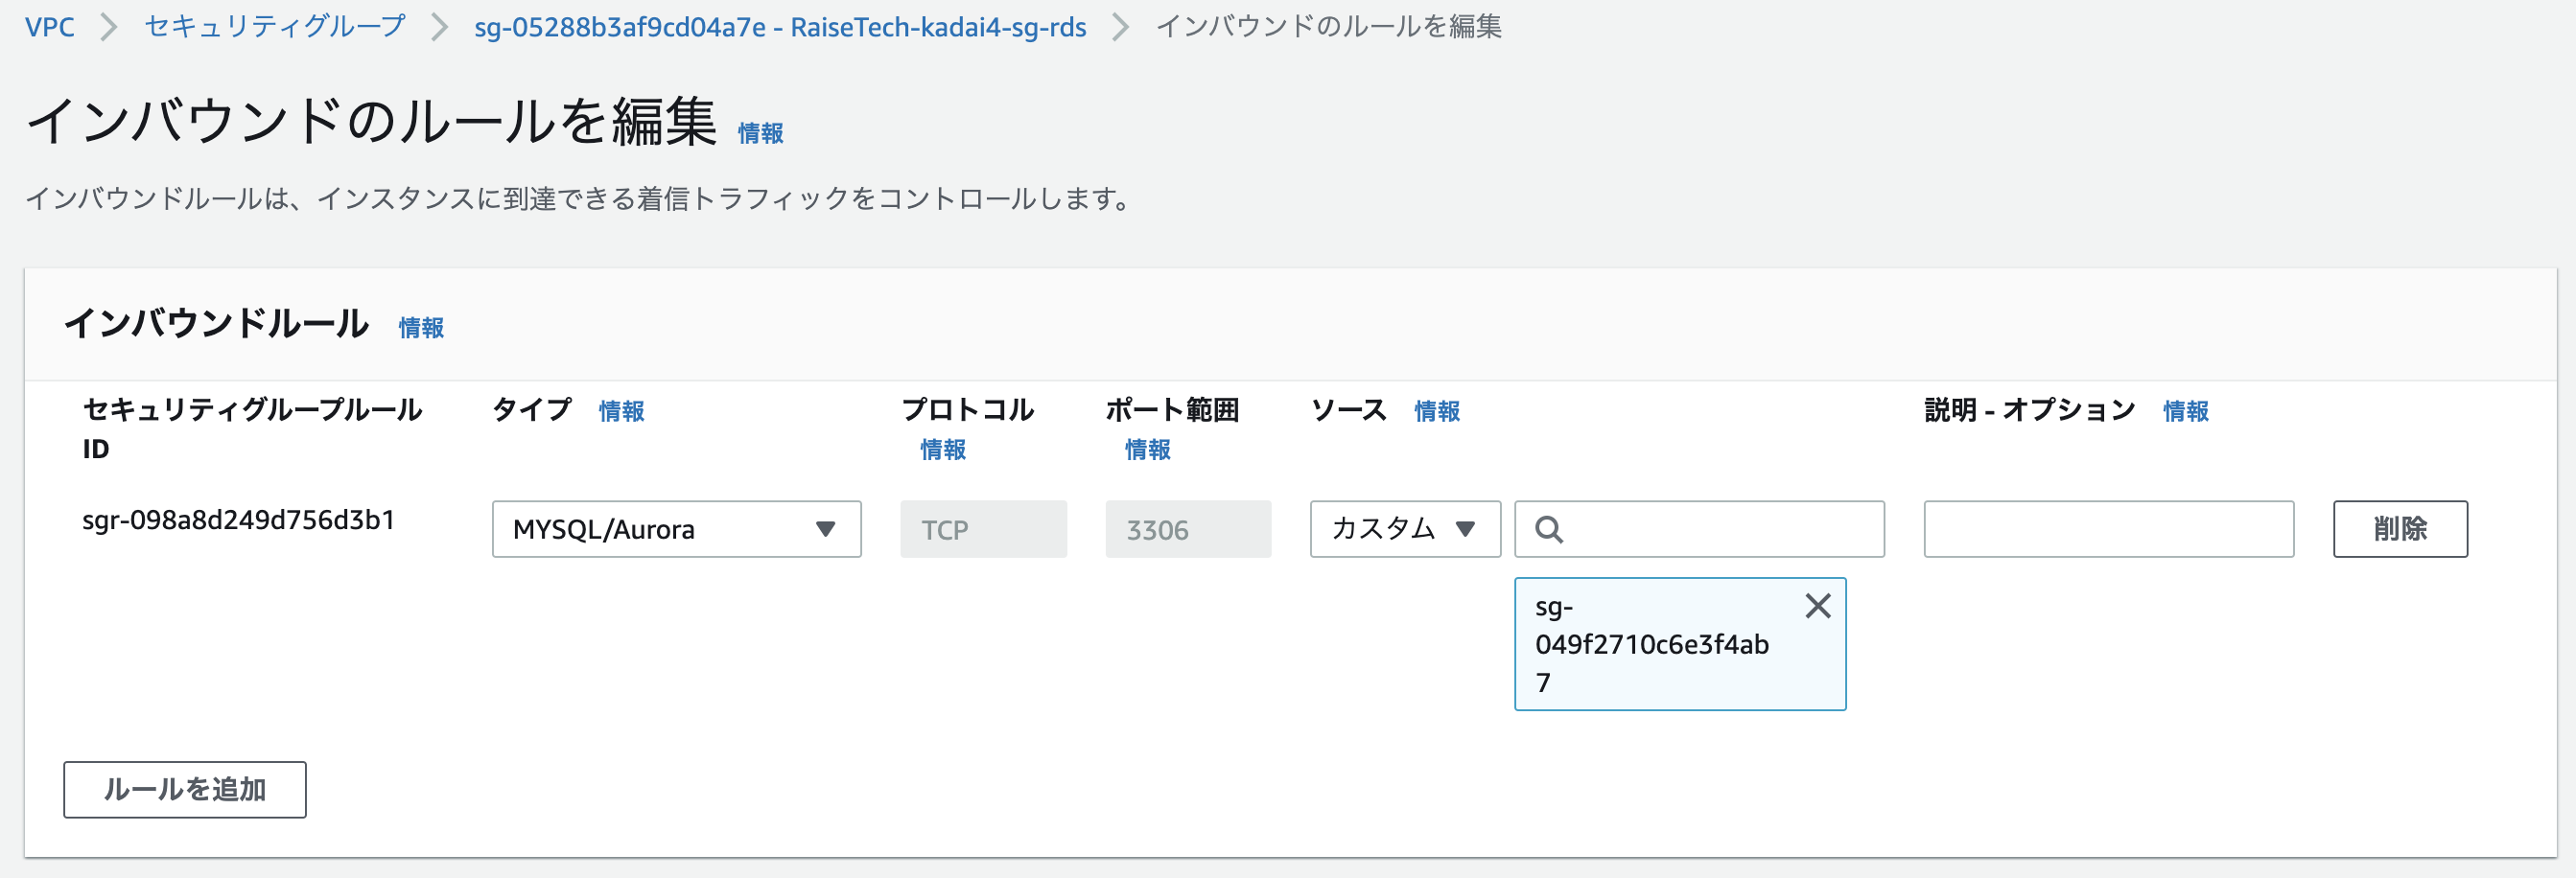 VPC > セキュリティグループ > sg-05288b3af9cd04a7e - RaiseTech-kadai4-sg-rds > インバウンドのルールを編集
インバウンドのルールを編集 情報
インバウンドルールは、インスタンスに到達できる着信トラフィックをコントロールします。
インバウンドルール 情報
セキュリティグループルール タイプ 情報 プロトコル ポート範囲 ソース 情報 説明 - オプション 情報
ID 情報 情報
sgr-098a8d249d756d3b1 MYSQL/Aurora TCP 3306 カスタム 削除
sg-
049f2710c6e3f4ab
7
ルールを追加